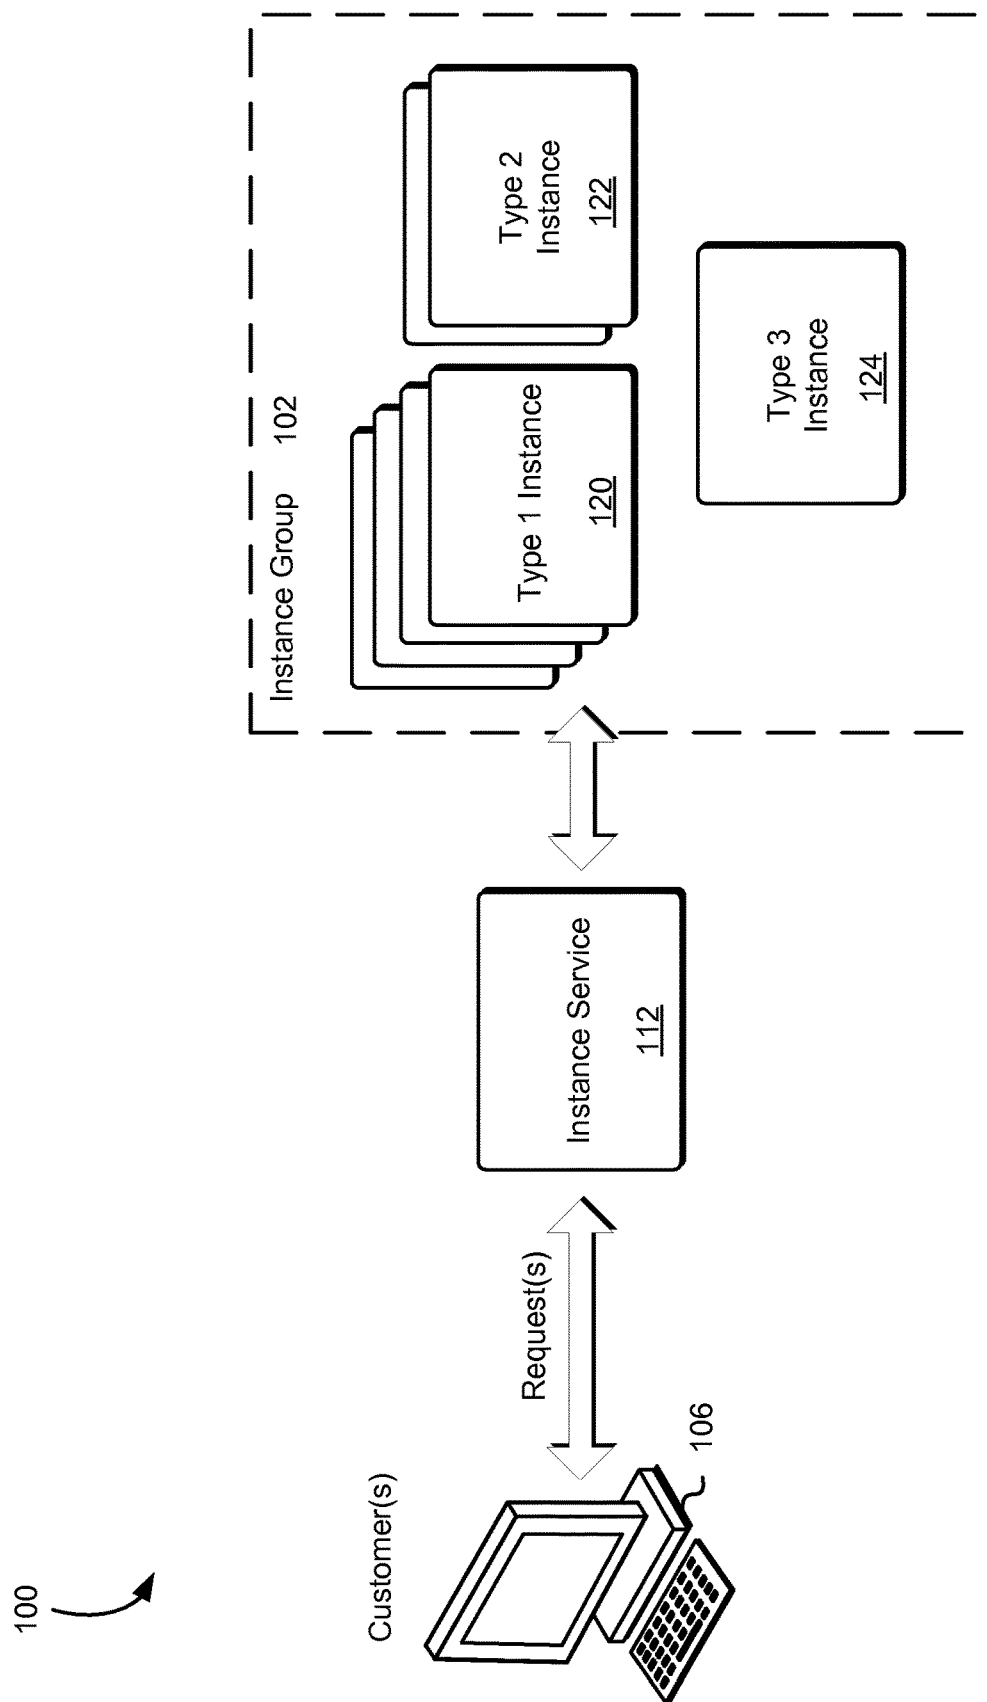 100
Customer(s)
106
Request(s)
Instance Service
112
Instance Group 102
Type 1 Instance
120
Type 2
Instance
122
Type 3
Instance
124